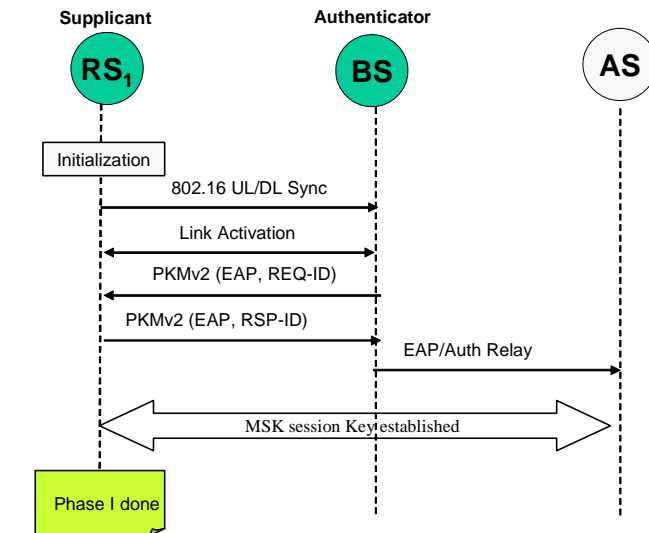 Supplicant
Authenticator
RS1
BS
AS
Initialization
802.16 UL/DL Sync
Link Activation
PKMv2 (EAP, REQ-ID)
PKMv2 (EAP, RSP-ID)
EAP/Auth Relay
MSK session Key established
Phase I done